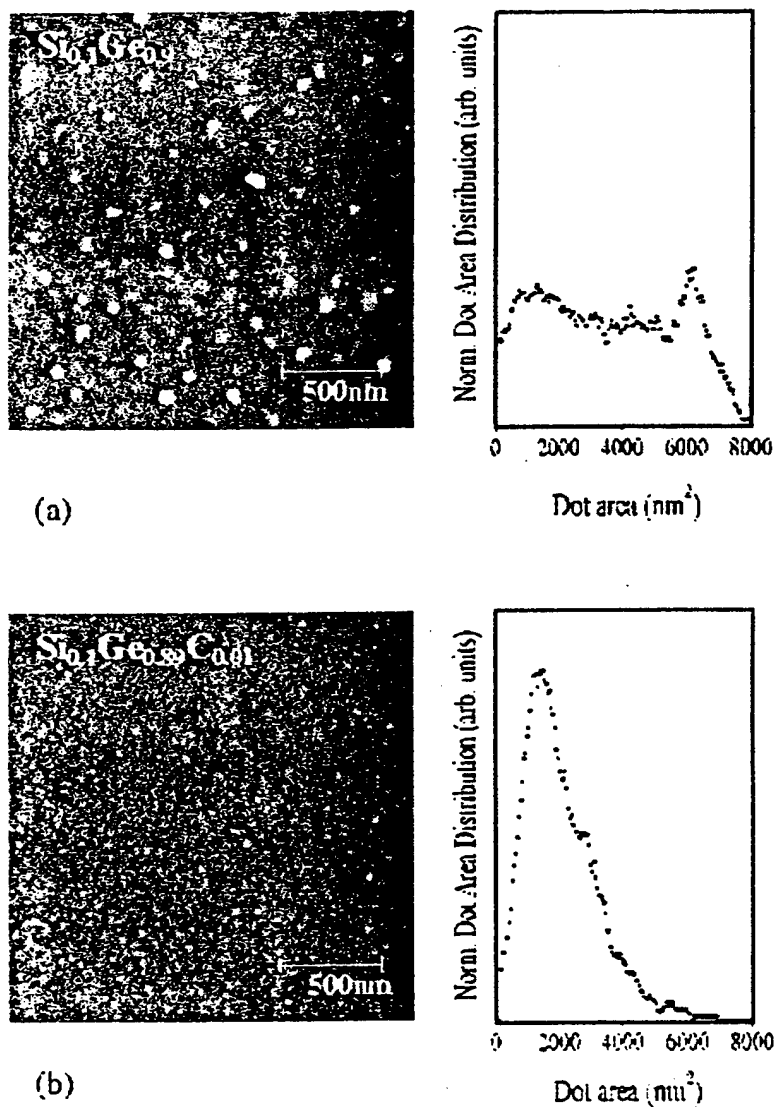 Si0.1Ge0.9
500nm
Norm. Dot Area Distribution (arb. units)
0 2000 4000 6000 8000
Dot area (nm²)
(a)
Si0.1Ge0.89C0.01
500nm
Norm. Dot Area Distribution (arb. units)
0 2000 4000 6000 8000
Dot area (nm²)
(b)